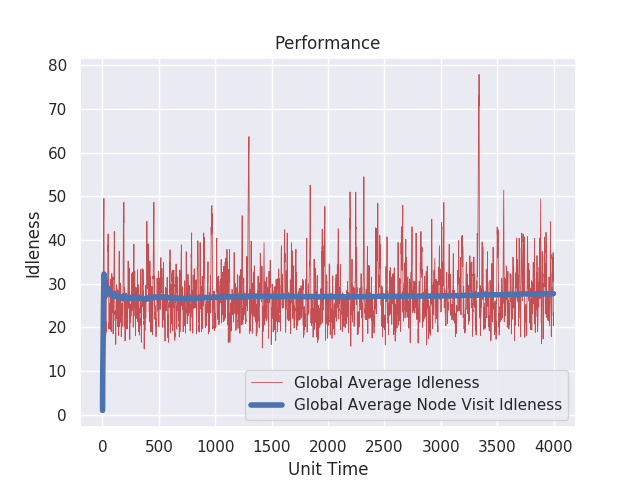 Performance
80
70
60
50
40
30
20
10
0
Idleness
0 500 1000 1500 2000 2500 3000 3500 4000
Unit Time
Global Average Idleness
Global Average Node Visit Idleness